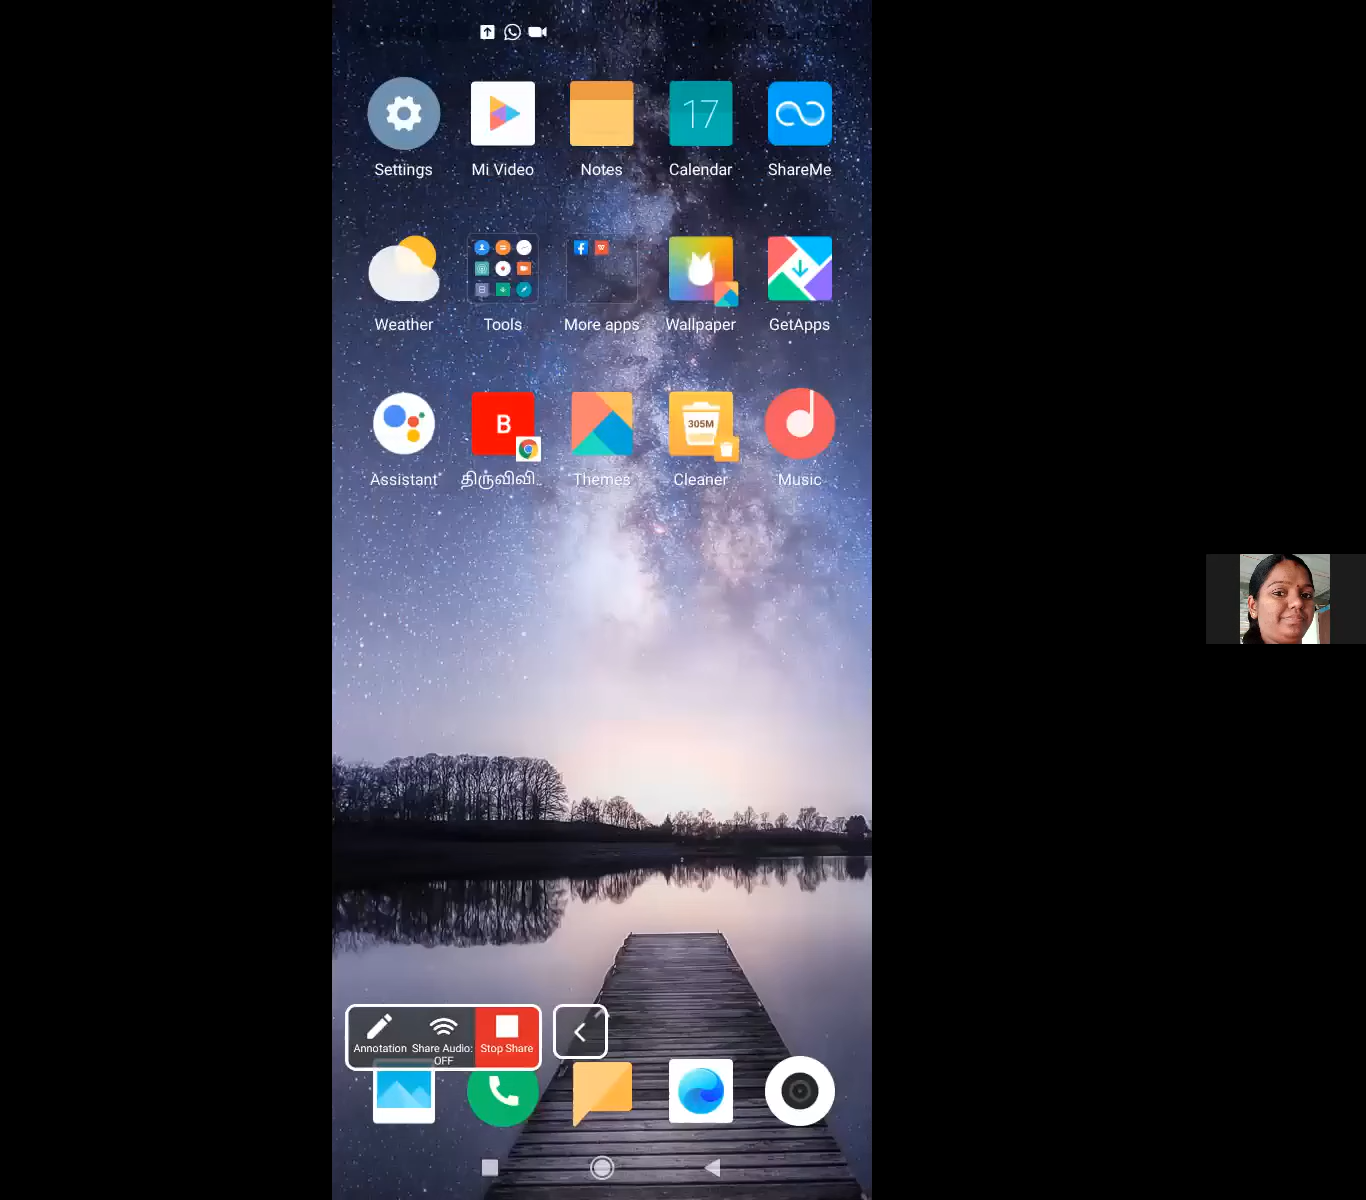 17
Settings
Mi Video
Notes
Calendar
ShareMe
Weather
Tools
More apps
Wallpaper
GetApps
B
305M
Assistant
திருவிவி..
Themes
Cleaner
Music
Annotation
Share Audio:
OFF
Stop Share